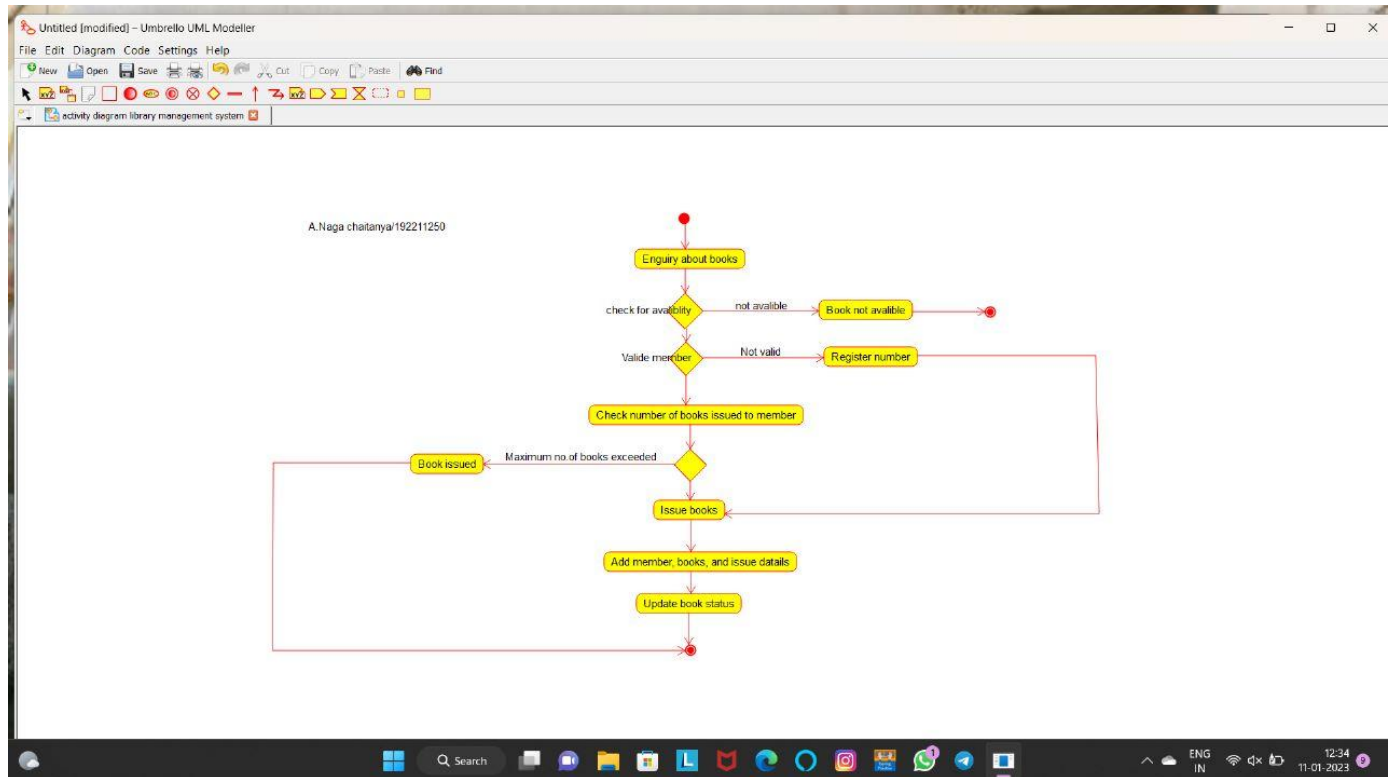 Untitled [modified] – Umbrello UML Modeller
File Edit Diagram Code Settings Help
New Open Save Cut Copy Paste Find
activity diagram library management system
A.Naga chaitanya/192211250
Enguiry about books
check for avaliblity
not avalible
Book not avalible
Valide member
Not valid
Register number
Check number of books issued to member
Book issued
Maximum no.of books exceeded
Issue books
Add member, books, and issue datails
Update book status
Search
ENG
IN
12:34
11-01-2023